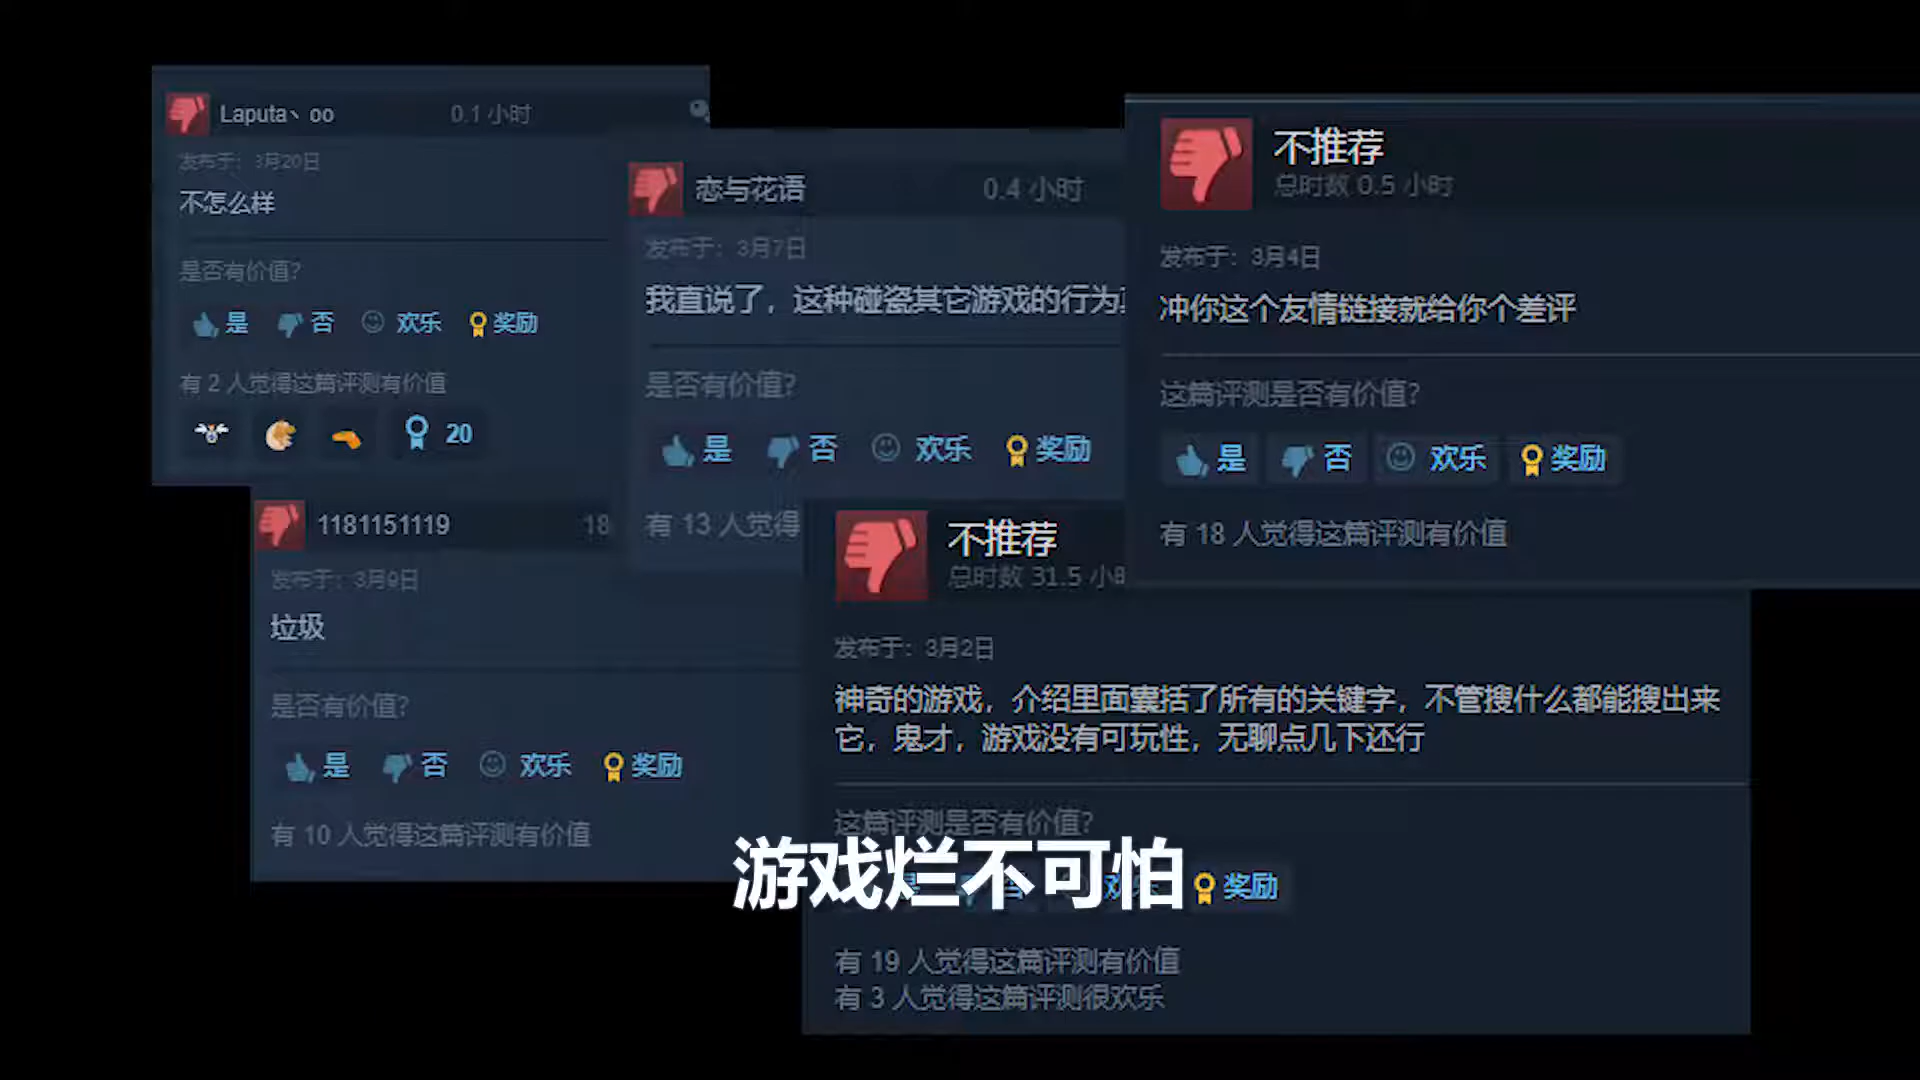 Laputa丶oo
0.1 小时
发布于：3月20日
不怎么样
是否有价值？
是 否 欢乐 奖励
有 2 人觉得这篇评测有价值
20
恋与花语
0.4 小时
发布于：3月7日
我直说了，这种碰瓷其它游戏的行为
是否有价值？
是 否 欢乐 奖励
有 13 人觉得
不推荐
总时数 0.5 小时
发布于：3月4日
冲你这个友情链接就给你个差评
这篇评测是否有价值？
是 否 欢乐 奖励
有 18 人觉得这篇评测有价值
1181151119
18
发布于：3月9日
垃圾
是否有价值？
是 否 欢乐 奖励
有 10 人觉得这篇评测有价值
不推荐
总时数 31.5 小时
发布于：3月2日
神奇的游戏，介绍里面囊括了所有的关键字，不管搜什么都能搜出来
它，鬼才，游戏没有可玩性，无聊点几下还行
这篇评测是否有价值？
欢乐 奖励
有 19 人觉得这篇评测有价值
有 3 人觉得这篇评测很欢乐
游戏烂不可怕